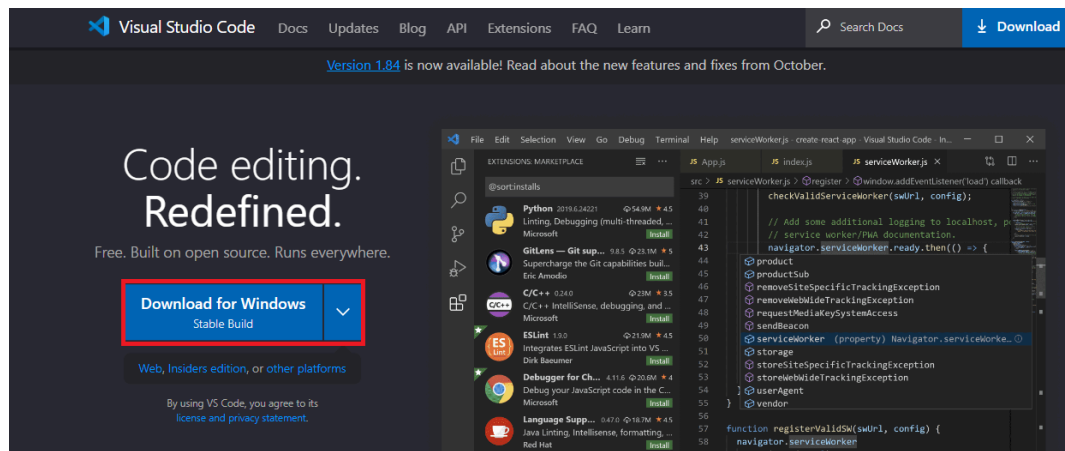 Visual Studio Code Docs Updates Blog API Extensions FAQ Learn Search Docs Download
Version 1.84 is now available! Read about the new features and fixes from October.
Code editing.
Redefined.
Free. Built on open source. Runs everywhere.
Download for Windows
Stable Build
Web, Insiders edition, or other platforms
By using VS Code, you agree to its
license and privacy statement.
File Edit Selection View Go Debug Terminal Help serviceWorker.js - create-react-app - Visual Studio Code - In...
EXTENSIONS: MARKETPLACE
@sort:installs
Python 2019.6.24221 54.9M 4.5
Linting, Debugging (multi-threaded, ...
Microsoft Install
GitLens — Git sup... 9.8.5 23.1M 5
Supercharge the Git capabilities buil...
Eric Amodio Install
C/C++ 0.24.0 23M 3.5
C/C++ IntelliSense, debugging, and ...
Microsoft Install
ESLint 1.9.0 21.9M 4.5
Integrates ESLint JavaScript into VS ...
Dirk Baeumer Install
Debugger for Ch... 4.11.6 20.6M 4
Debug your JavaScript code in the C...
Microsoft Install
Language Supp... 0.47.0 18.7M 4.5
Java Linting, Intellisense, formatting, ...
Red Hat Install
C/C++
ES
Lint
JS App.js JS index.js JS serviceWorker.js
src > JS serviceWorker.js > register > window.addEventListener('load') callback
39 checkValidServiceWorker(swUrl, config);
40
41 // Add some additional logging to localhost, p
42 // service worker/PWA documentation.
43 navigator.serviceWorker.ready.then(() => {
44 product
45 productSub
46 removeSiteSpecificTrackingException
47 removeWebWideTrackingException
48 requestMediaKeySystemAccess
49 sendBeacon
50 serviceWorker (property) Navigator.serviceWorke...
51 storage
52 storeSiteSpecificTrackingException
53 storeWebWideTrackingException
54 } userAgent
55 } vendor
56
57 function registerValidSW(swUrl, config) {
58 navigator.serviceWorker